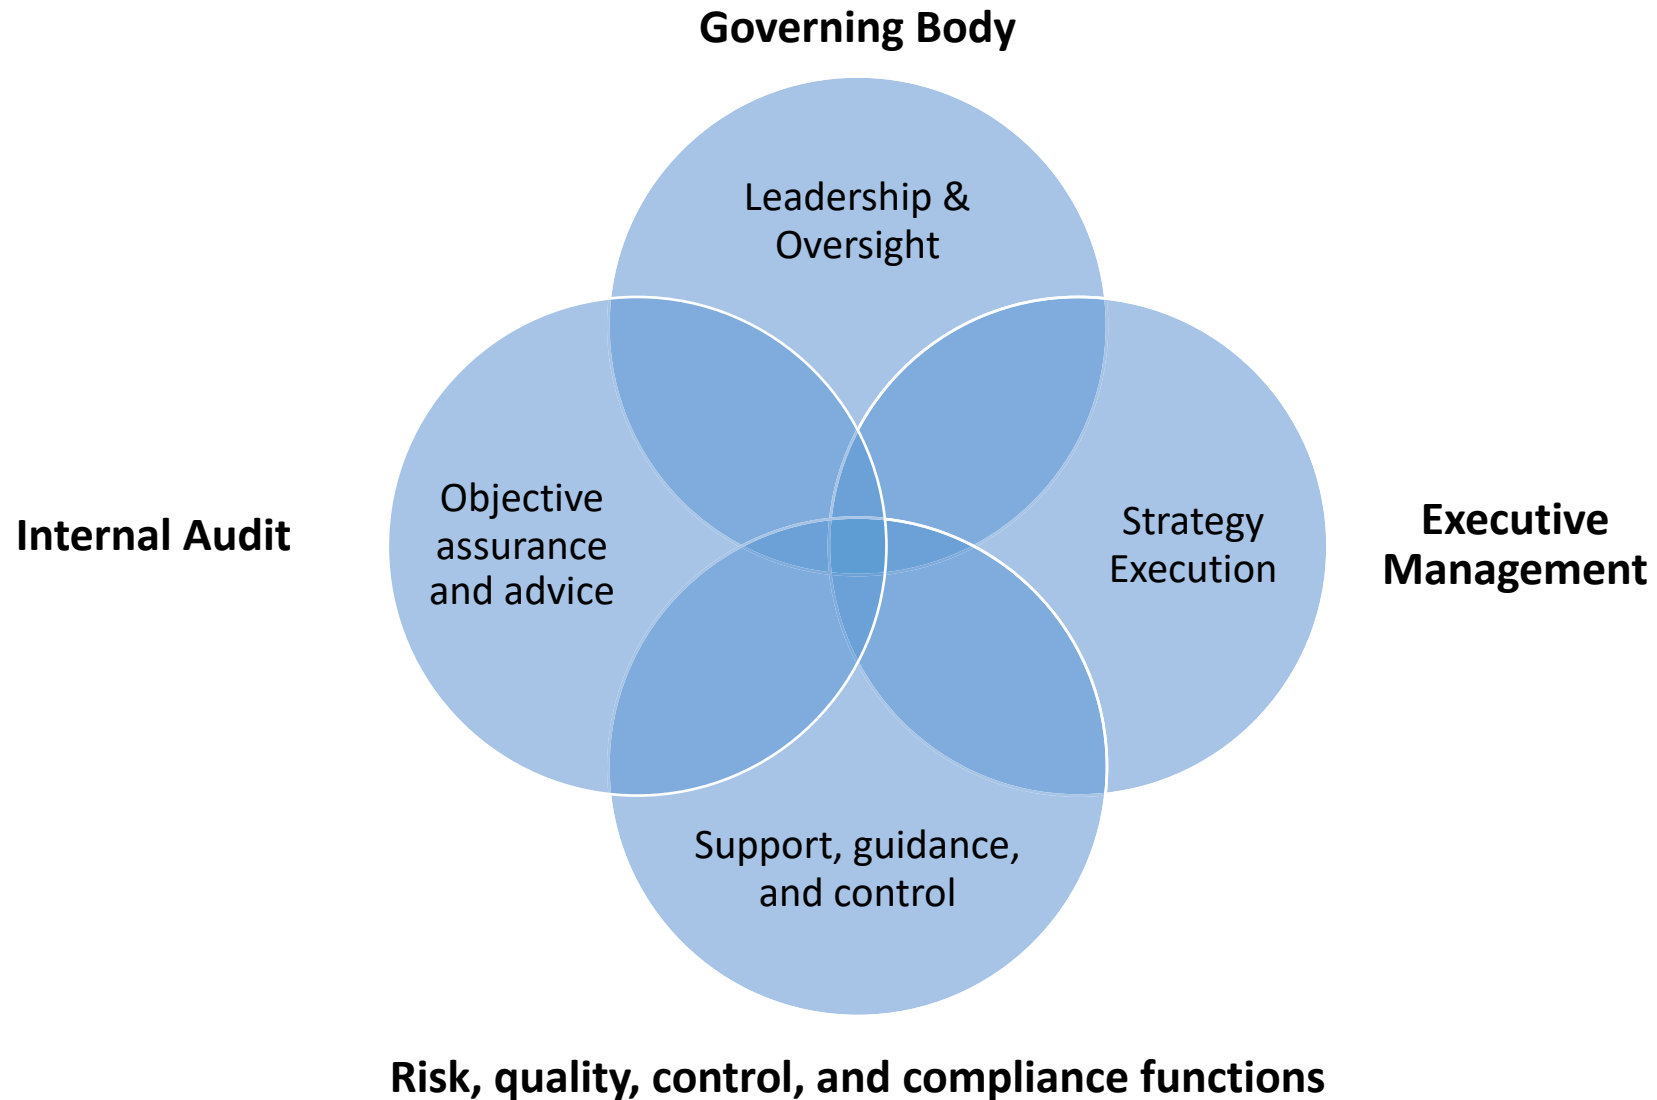 Governing Body
Leadership &
Oversight
Internal Audit
Objective
assurance
and advice
Strategy
Execution
Executive
Management
Support, guidance,
and control
Risk, quality, control, and compliance functions